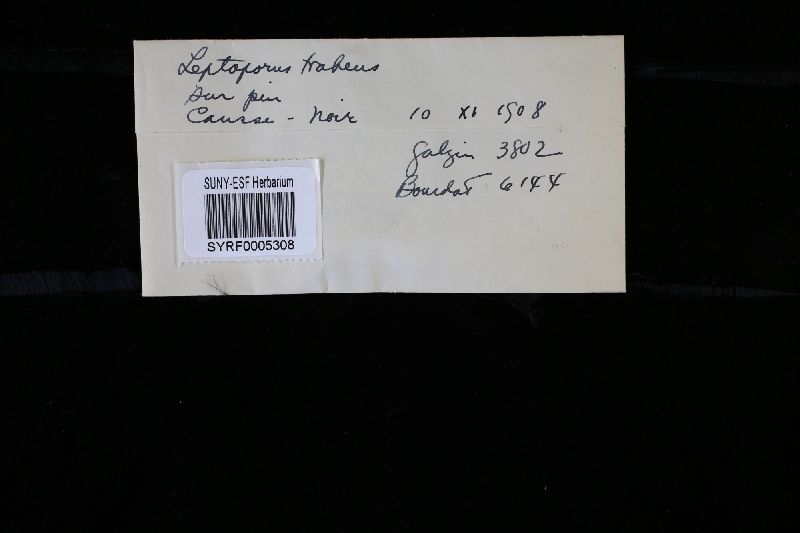 Leptoporus trabeus
sur pin
Causse - Noir 10 XI 1908
Galzin 3802
Bourdot 6144
SUNY-ESF Herbarium
SYRF0005308